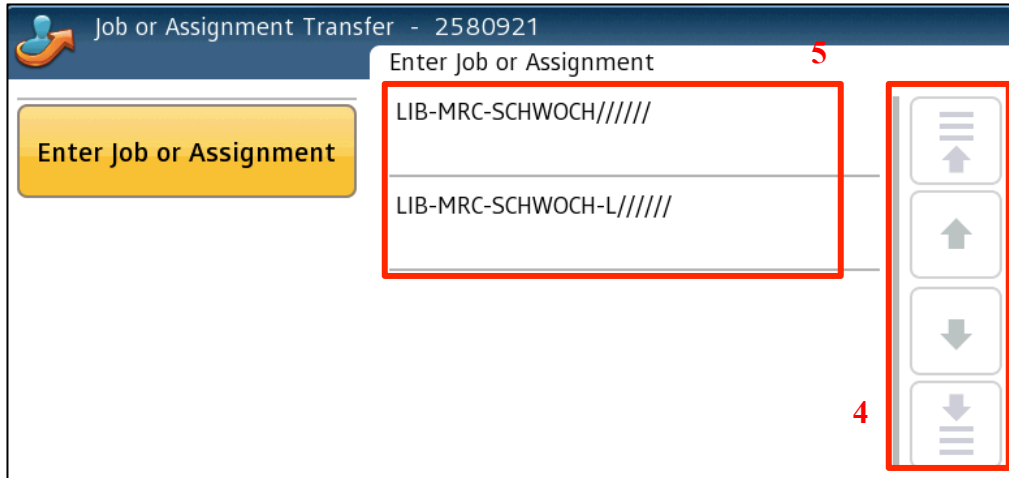 Job or Assignment Transfer - 2580921
Enter Job or Assignment
5
LIB-MRC-SCHWOCH//////
Enter Job or Assignment
LIB-MRC-SCHWOCH-L//////
4